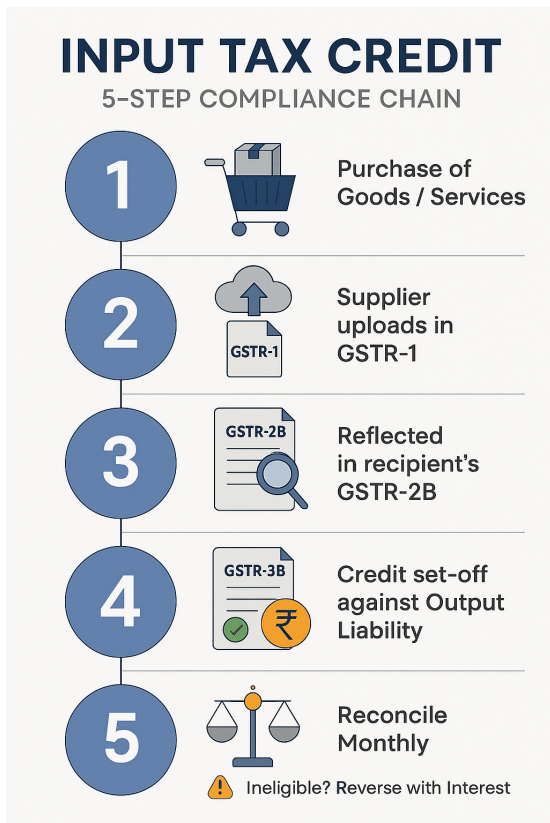 INPUT TAX CREDIT
5-STEP COMPLIANCE CHAIN
1
Purchase of
Goods / Services
2
GSTR-1
Supplier
uploads in
GSTR-1
3
GSTR-2B
Reflected
in recipient's
GSTR-2B
4
GSTR-3B
₹
Credit set-off
against Output
Liability
5
Reconcile
Monthly
! Ineligible? Reverse with Interest